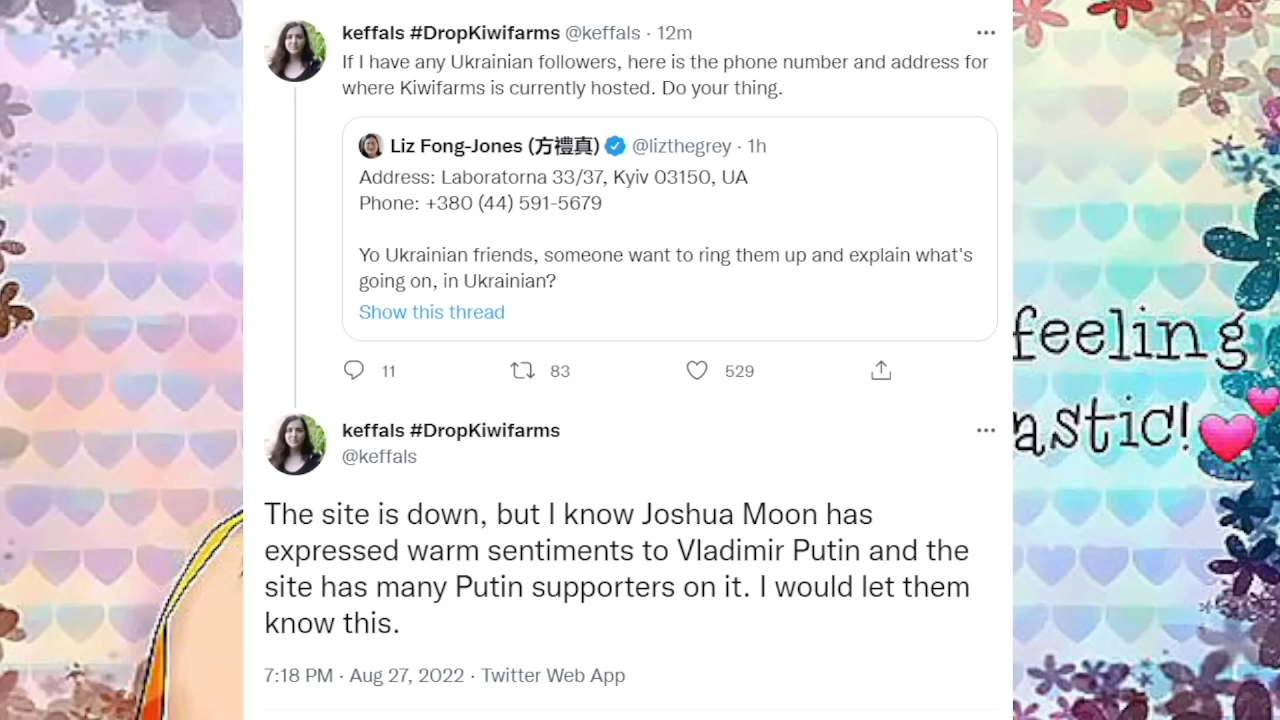 keffals #DropKiwifarms @keffals · 12m
If I have any Ukrainian followers, here is the phone number and address for
where Kiwifarms is currently hosted. Do your thing.
Liz Fong-Jones (方禮真) @lizthegrey · 1h
Address: Laboratorna 33/37, Kyiv 03150, UA
Phone: +380 (44) 591-5679
Yo Ukrainian friends, someone want to ring them up and explain what's
going on, in Ukrainian?
Show this thread
11 83 529
keffals #DropKiwifarms
@keffals
The site is down, but I know Joshua Moon has
expressed warm sentiments to Vladimir Putin and the
site has many Putin supporters on it. I would let them
know this.
7:18 PM · Aug 27, 2022 · Twitter Web App
feeling
astic!